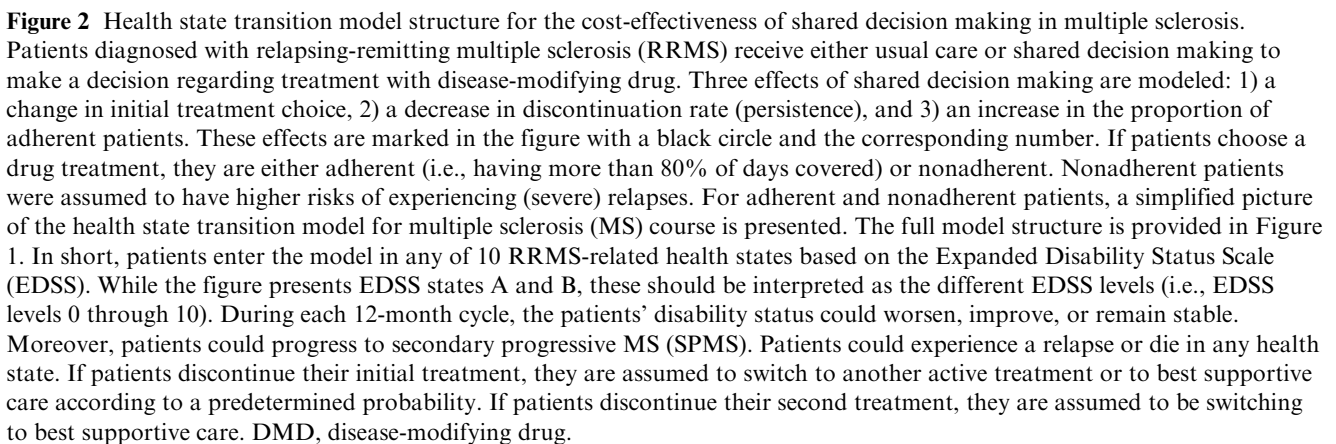 Figure 2 Health state transition model structure for the cost-effectiveness of shared decision making in multiple sclerosis.
Patients diagnosed with relapsing-remitting multiple sclerosis (RRMS) receive either usual care or shared decision making to
make a decision regarding treatment with disease-modifying drug. Three effects of shared decision making are modeled: 1) a
change in initial treatment choice, 2) a decrease in discontinuation rate (persistence), and 3) an increase in the proportion of
adherent patients. These effects are marked in the figure with a black circle and the corresponding number. If patients choose a
drug treatment, they are either adherent (i.e., having more than 80% of days covered) or nonadherent. Nonadherent patients
were assumed to have higher risks of experiencing (severe) relapses. For adherent and nonadherent patients, a simplified picture
of the health state transition model for multiple sclerosis (MS) course is presented. The full model structure is provided in Figure
1. In short, patients enter the model in any of 10 RRMS-related health states based on the Expanded Disability Status Scale
(EDSS). While the figure presents EDSS states A and B, these should be interpreted as the different EDSS levels (i.e., EDSS
levels 0 through 10). During each 12-month cycle, the patients' disability status could worsen, improve, or remain stable.
Moreover, patients could progress to secondary progressive MS (SPMS). Patients could experience a relapse or die in any health
state. If patients discontinue their initial treatment, they are assumed to switch to another active treatment or to best supportive
care according to a predetermined probability. If patients discontinue their second treatment, they are assumed to be switching
to best supportive care. DMD, disease-modifying drug.